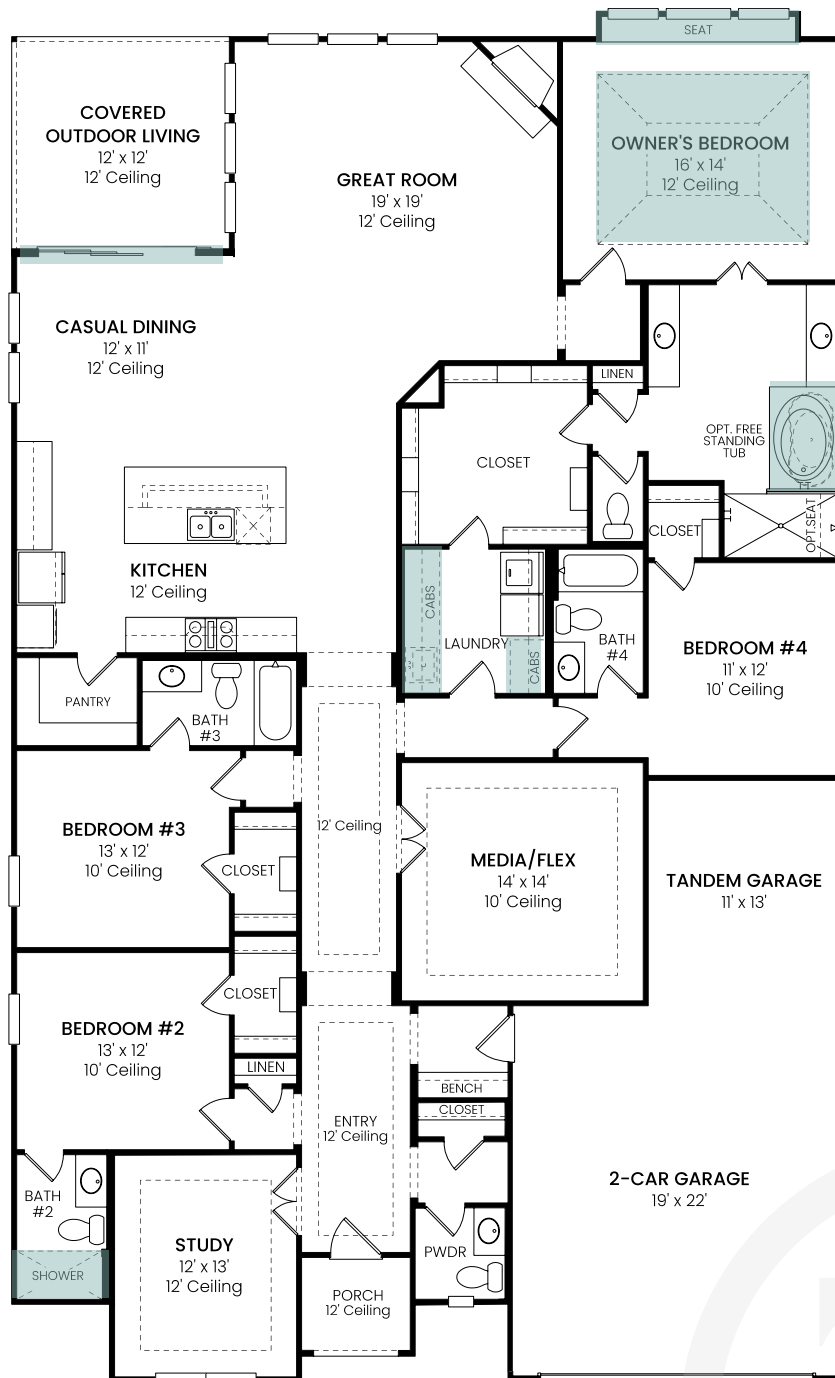 SEAT
COVERED
OUTDOOR LIVING
12' x 12'
12' Ceiling
OWNER'S BEDROOM
16' x 14'
12' Ceiling
GREAT ROOM
19' x 19'
12' Ceiling
CASUAL DINING
12' x 11'
12' Ceiling
LINEN
OPT. FREE
STANDING
TUB
CLOSET
OPT.SEAT
CLOSET
KITCHEN
12' Ceiling
CABS
LAUNDRY
CABS
BATH
#4
BEDROOM #4
11' x 12'
10' Ceiling
PANTRY
BATH
#3
12' Ceiling
BEDROOM #3
13' x 12'
10' Ceiling
CLOSET
MEDIA/FLEX
14' x 14'
10' Ceiling
TANDEM GARAGE
11' x 13'
CLOSET
BEDROOM #2
13' x 12'
10' Ceiling
LINEN
BENCH
CLOSET
ENTRY
12' Ceiling
2-CAR GARAGE
19' x 22'
BATH
#2
SHOWER
STUDY
12' x 13'
12' Ceiling
PWDR
PORCH
12' Ceiling